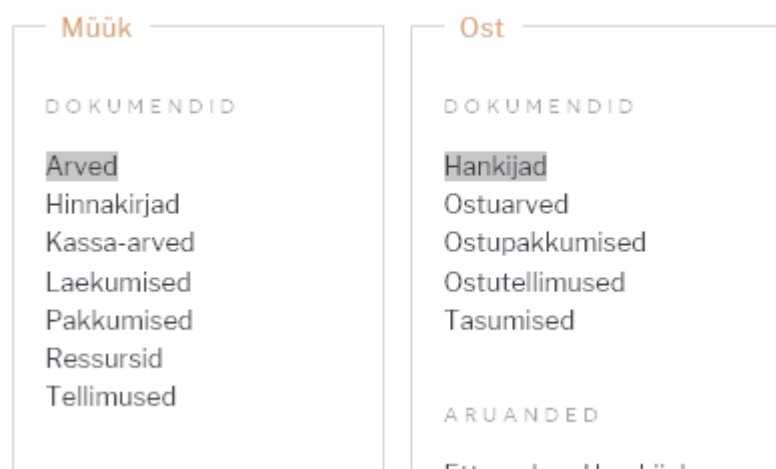 Müük
DOKUMENDID
Arved
Hinnakirjad
Kassa-arved
Laekumised
Pakkumised
Ressursid
Tellimused
Ost
DOKUMENDID
Hankijad
Ostuarved
Ostupakkumised
Ostutellimused
Tasumised
ARUANDED